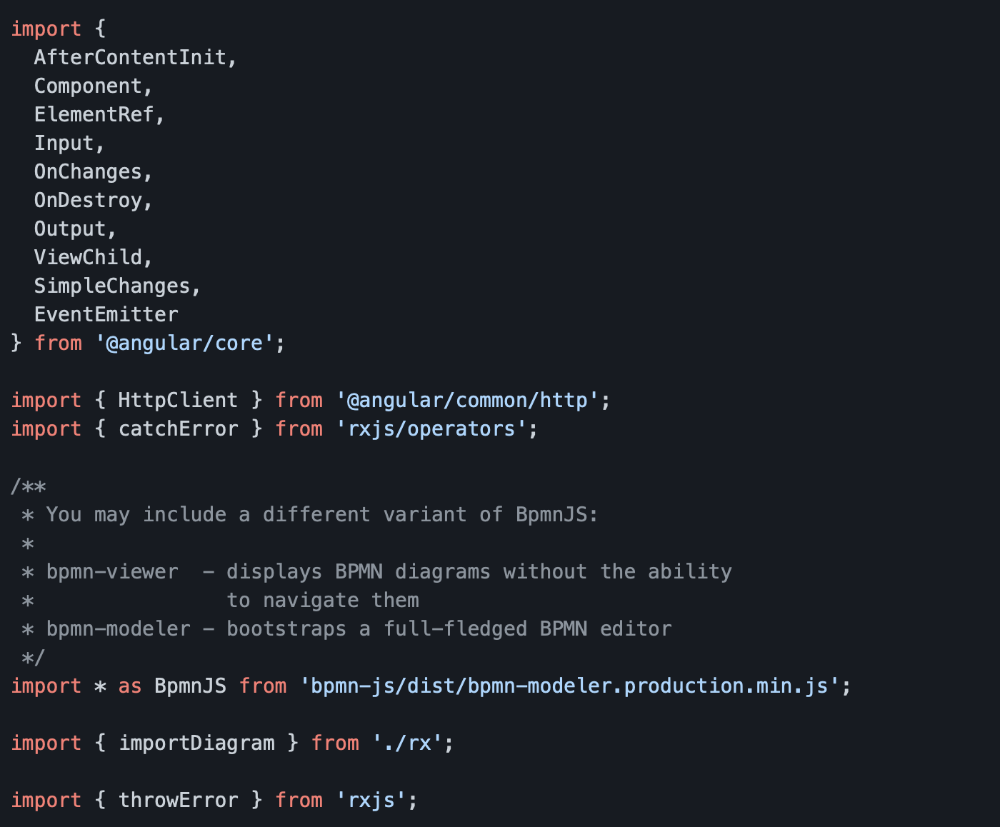 import {
  AfterContentInit,
  Component,
  ElementRef,
  Input,
  OnChanges,
  OnDestroy,
  Output,
  ViewChild,
  SimpleChanges,
  EventEmitter
} from '@angular/core';

import { HttpClient } from '@angular/common/http';
import { catchError } from 'rxjs/operators';

/**
 * You may include a different variant of BpmnJS:
 *
 * bpmn-viewer  - displays BPMN diagrams without the ability
 *                to navigate them
 * bpmn-modeler - bootstraps a full-fledged BPMN editor
 */
import * as BpmnJS from 'bpmn-js/dist/bpmn-modeler.production.min.js';

import { importDiagram } from './rx';

import { throwError } from 'rxjs';